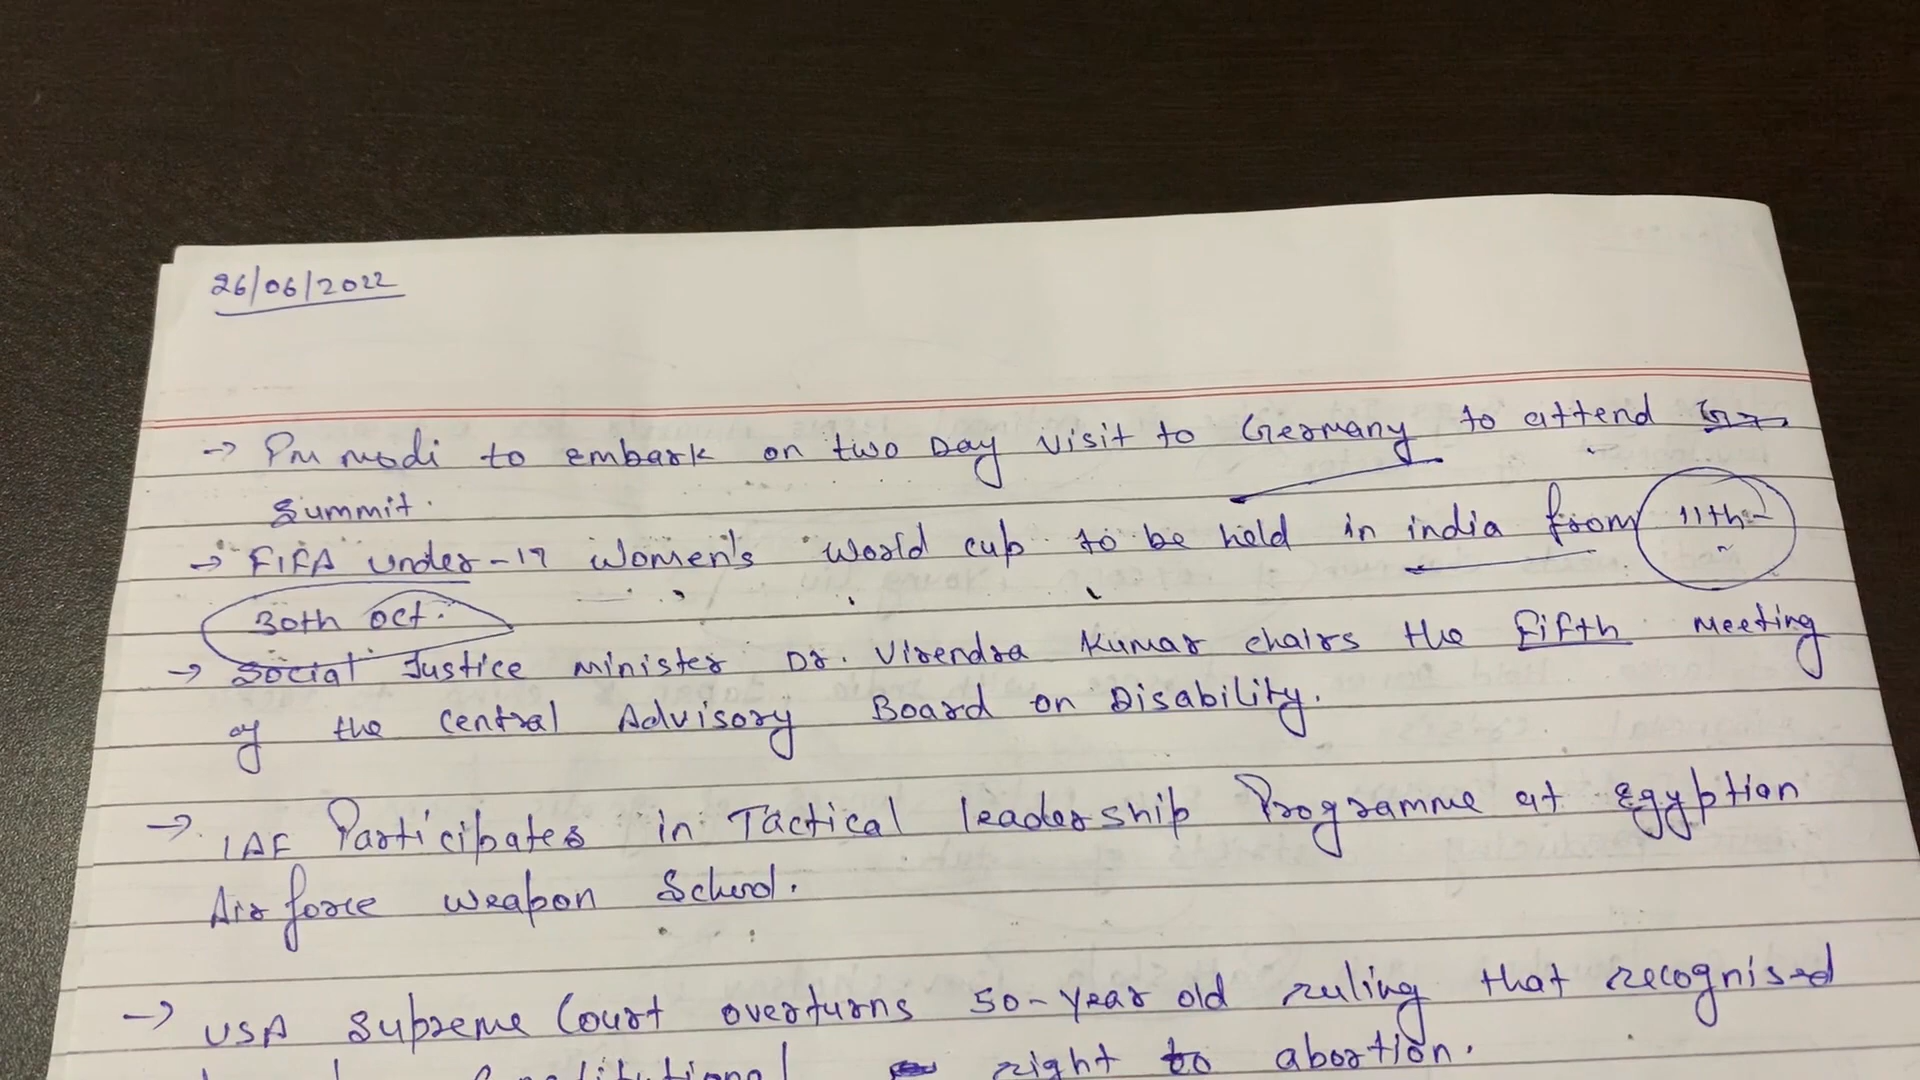 26/06/2022
→ PM modi to embark on two Day visit to Germany to attend G7
Summit.
→ FIFA under-17 women's world cup to be held in india from 11th-
30th oct.
→ Social Justice minister Dr. Virendra Kumar chairs the fifth meeting
of the central Advisory Board on Disability.
→ IAF Participates in Tactical leadership Programme at Egyptian
Air force weapon School.
→ USA Supreme Court overturns 50-year old ruling that recognised
Constitutional right to abortion.